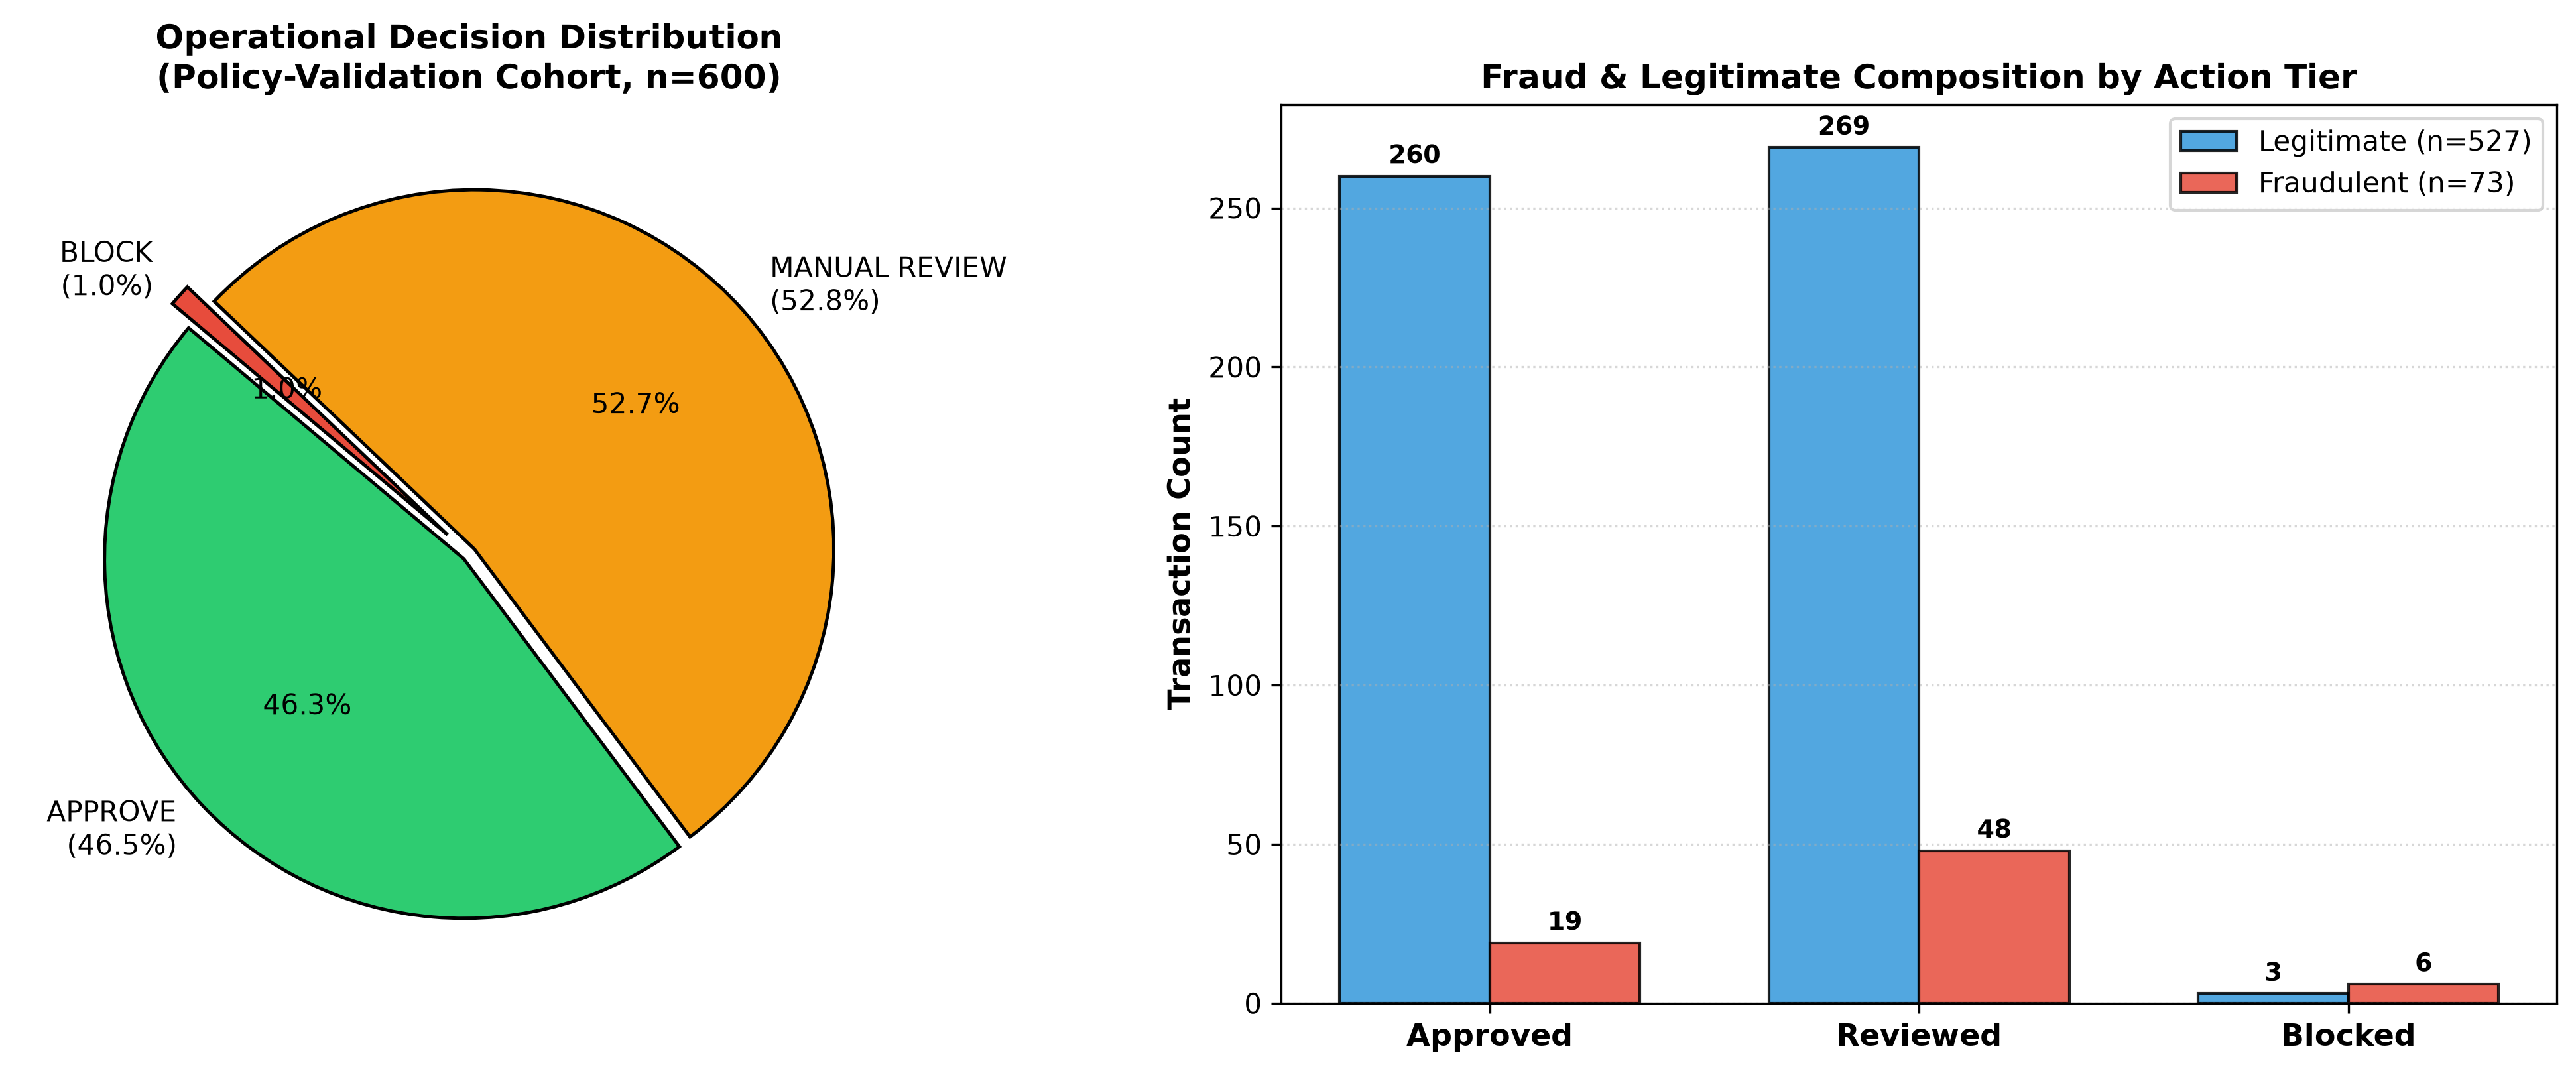 Operational Decision Distribution
(Policy-Validation Cohort, n=600)
BLOCK
(1.0%)
MANUAL REVIEW
(52.8%)
1.0%
52.7%
46.3%
APPROVE
(46.5%)
Fraud & Legitimate Composition by Action Tier
Legitimate (n=527)
Fraudulent (n=73)
Transaction Count
250
200
150
100
50
0
260
19
269
48
3
6
Approved
Reviewed
Blocked